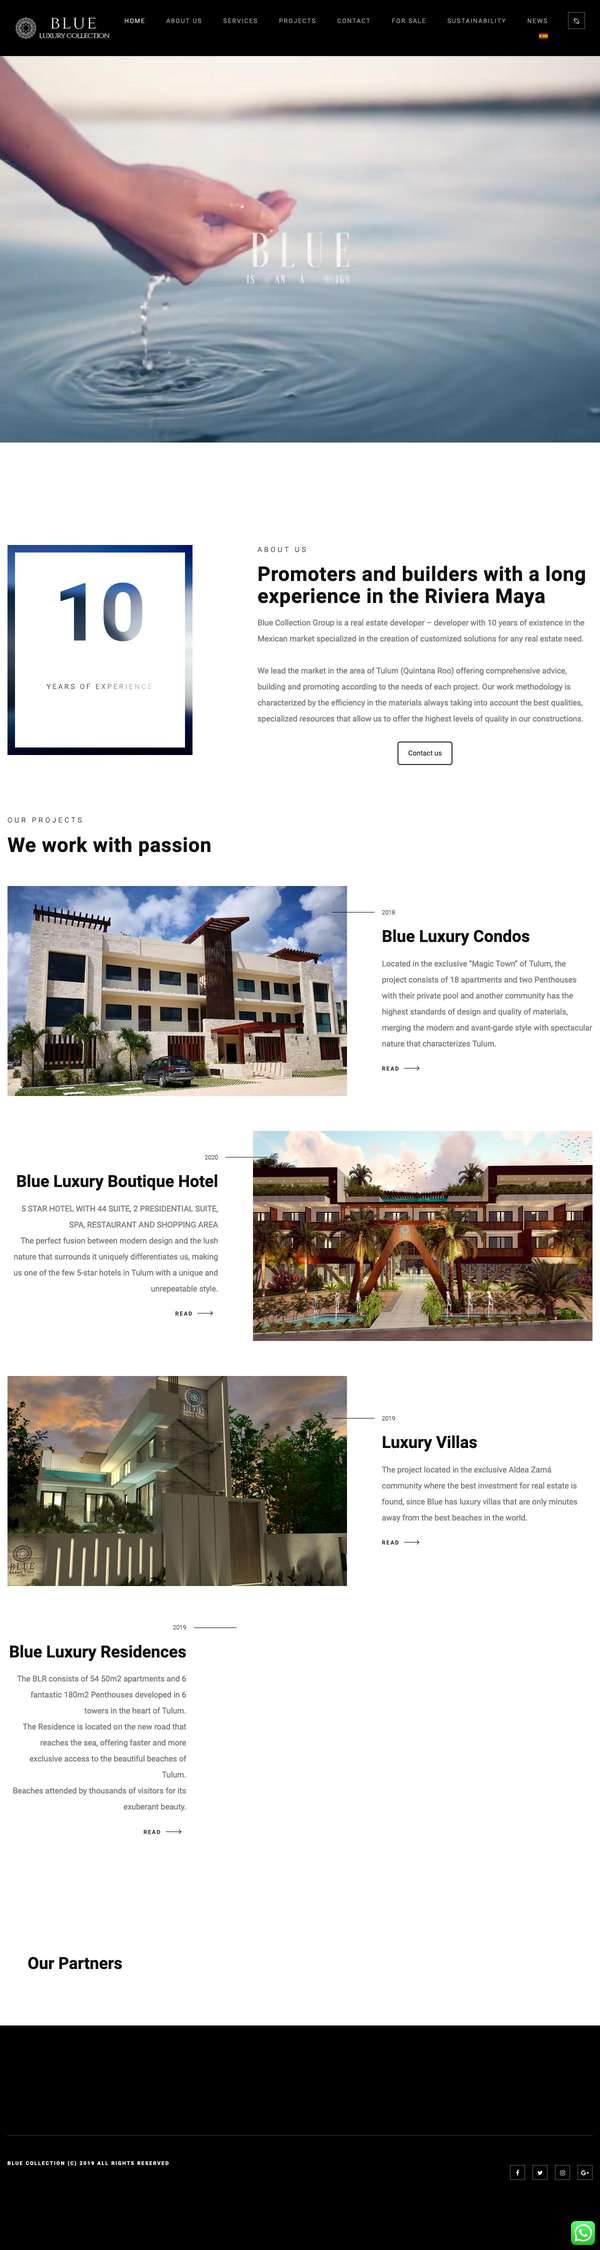 BLUE
LUXURY COLLECTION
HOME
ABOUT US
SERVICES
PROJECTS
CONTACT
FOR SALE
SUSTAINABILITY
NEWS
BLUE
IS AN A IGN
ABOUT US
Promoters and builders with a long
experience in the Riviera Maya
10
YEARS OF EXPERIENCE
Blue Collection Group is a real estate developer – developer with 10 years of existence in the
Mexican market specialized in the creation of customized solutions for any real estate need.
We lead the market in the area of Tulum (Quintana Roo) offering comprehensive advice,
building and promoting according to the needs of each project. Our work methodology is
characterized by the efficiency in the materials always taking into account the best qualities,
specialized resources that allow us to offer the highest levels of quality in our constructions.
Contact us
OUR PROJECTS
We work with passion
2018
Blue Luxury Condos
Located in the exclusive "Magic Town" of Tulum, the
project consists of 18 apartments and two Penthouses
with their private pool and another community has the
highest standards of design and quality of materials,
merging the modern and avant-garde style with spectacular
nature that characterizes Tulum.
READ
2020
Blue Luxury Boutique Hotel
5 STAR HOTEL WITH 44 SUITE, 2 PRESIDENTIAL SUITE,
SPA, RESTAURANT AND SHOPPING AREA
The perfect fusion between modern design and the lush
nature that surrounds it uniquely differentiates us, making
us one of the few 5-star hotels in Tulum with a unique and
unrepeatable style.
READ
2019
Luxury Villas
The project located in the exclusive Aldea Zamá
community where the best investment for real estate is
found, since Blue has luxury villas that are only minutes
away from the best beaches in the world.
READ
BLUE
2019
Blue Luxury Residences
The BLR consists of 54 50m2 apartments and 6
fantastic 180m2 Penthouses developed in 6
towers in the heart of Tulum.
The Residence is located on the new road that
reaches the sea, offering faster and more
exclusive access to the beautiful beaches of
Tulum.
Beaches attended by thousands of visitors for its
exuberant beauty.
READ
Our Partners
BLUE COLLECTION (C) 2019 ALL RIGHTS RESERVED